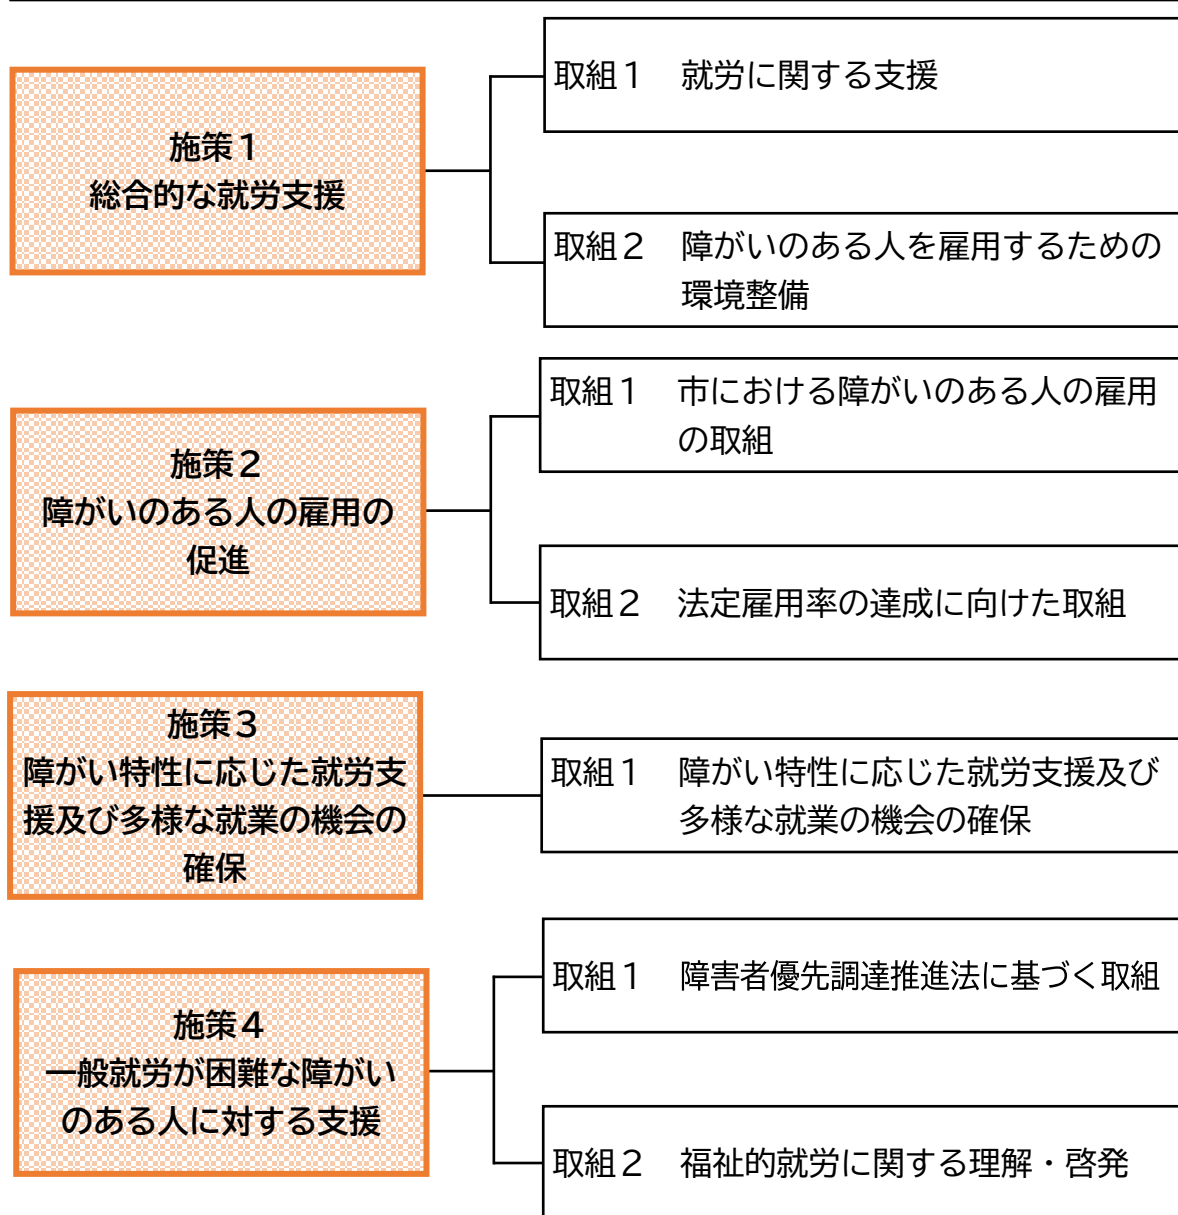 施策１
総合的な就労支援
取組１　就労に関する支援
取組２　障がいのある人を雇用するための
環境整備
施策２
障がいのある人の雇用の
促進
取組１　市における障がいのある人の雇用
の取組
取組２　法定雇用率の達成に向けた取組
施策３
障がい特性に応じた就労支
援及び多様な就業の機会の
確保
取組１　障がい特性に応じた就労支援及び
多様な就業の機会の確保
施策４
一般就労が困難な障がい
のある人に対する支援
取組１　障害者優先調達推進法に基づく取組
取組２　福祉的就労に関する理解・啓発